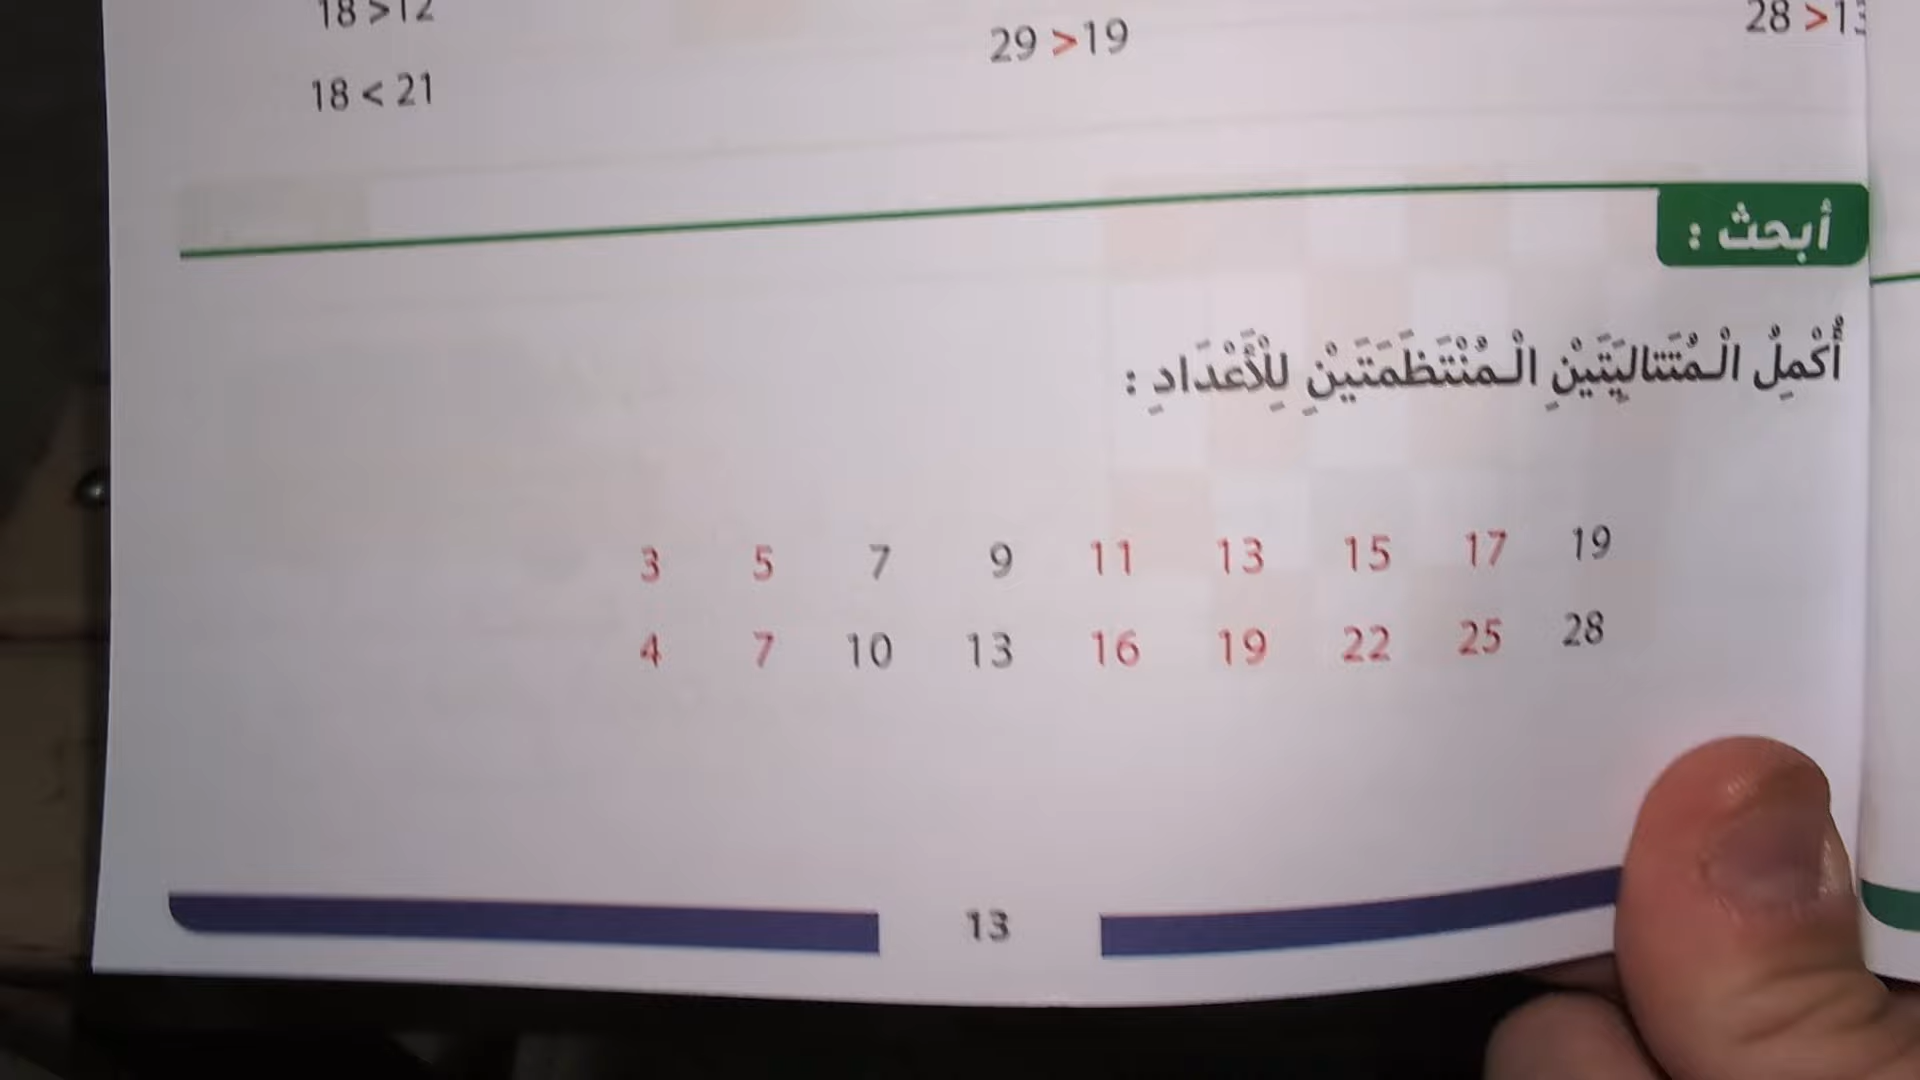 18 >12
29 >19
28 >1
18 < 21
أبحث :
أُكْمِلُ الْمُتَتالِيَتَيْنِ الْمُنْتَظَمَتَيْنِ لِلْأَعْدَادِ :
3 5 7 9 11 13 15 17 19
4 7 10 13 16 19 22 25 28
13